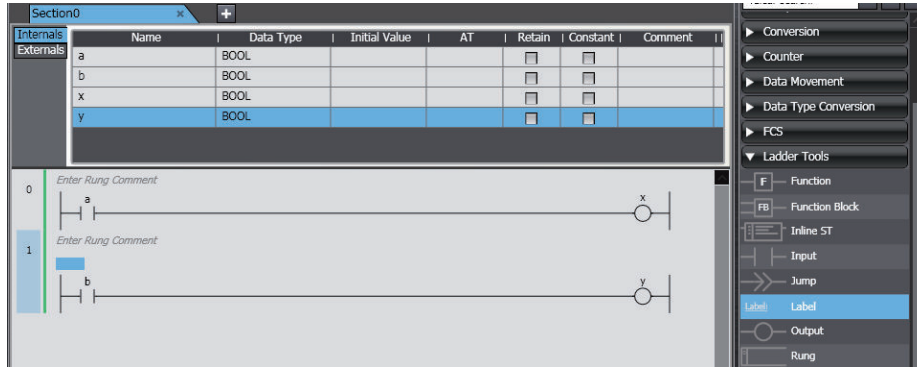 Section0 × +
Internals
Externals
Name Data Type Initial Value AT Retain Constant Comment
a BOOL
b BOOL
x BOOL
y BOOL
0 Enter Rung Comment
a x
1 Enter Rung Comment
b y
Conversion
Counter
Data Movement
Data Type Conversion
FCS
Ladder Tools
F Function
FB Function Block
Inline ST
Input
Jump
Label: Label
Output
Rung